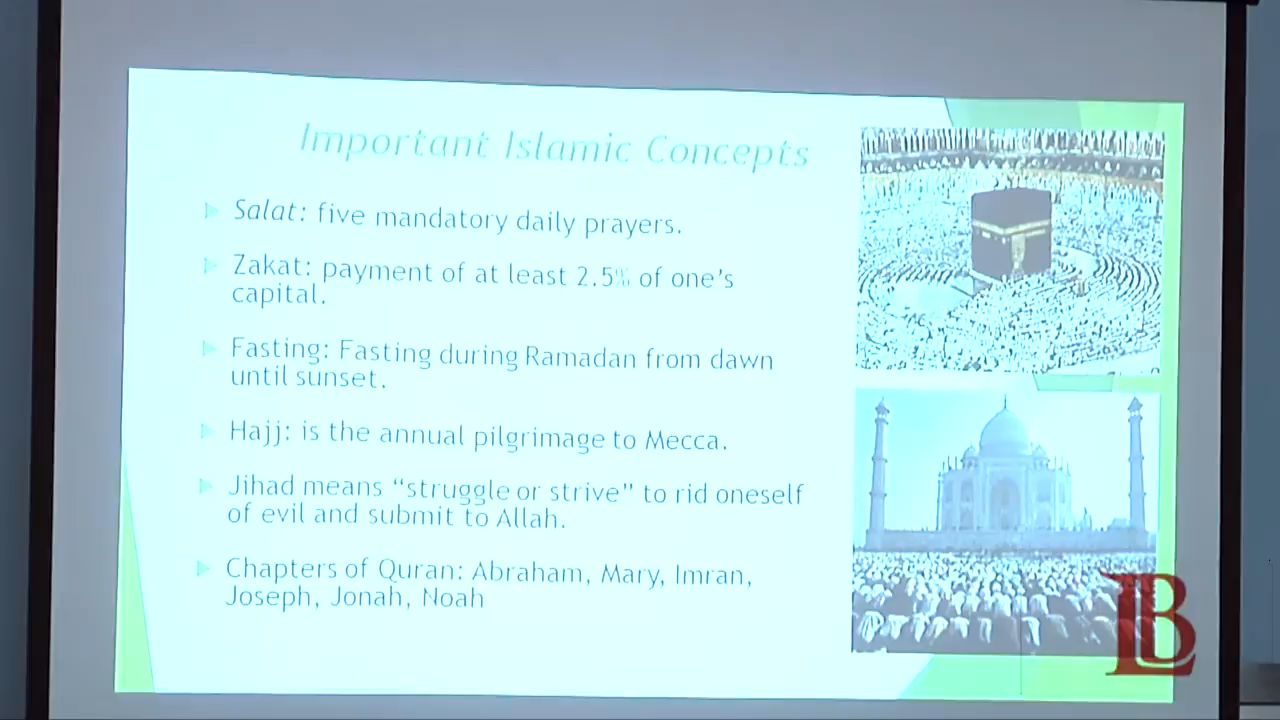 Important Islamic Concepts
Salat: five mandatory daily prayers.
Zakat: payment of at least 2.5% of one's
capital.
Fasting: Fasting during Ramadan from dawn
until sunset.
Hajj: is the annual pilgrimage to Mecca.
Jihad means “struggle or strive” to rid oneself
of evil and submit to Allah.
Chapters of Quran: Abraham, Mary, Imran,
Joseph, Jonah, Noah
LB